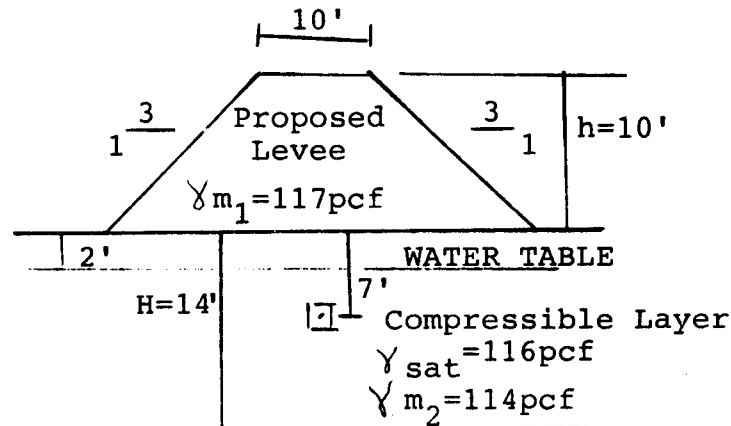 10'
3
1
Proposed
Levee
γm₁=117pcf
3
1
h=10'
2'
WATER TABLE
H=14'
7'
Compressible Layer
γsat=116pcf
γm₂=114pcf